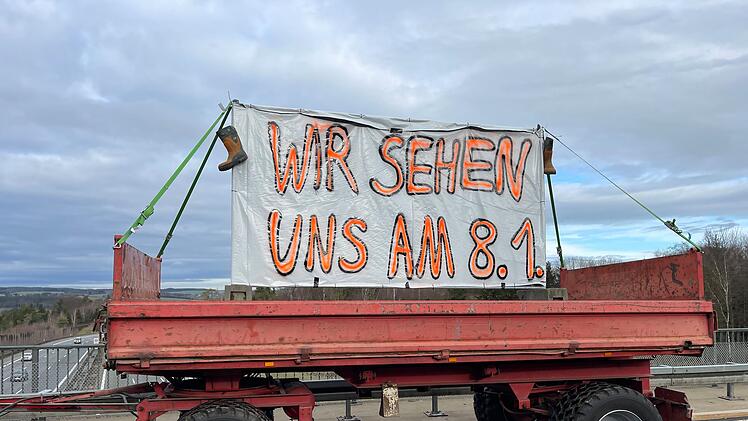 WIR SEHEN
UNS AM 8.1.